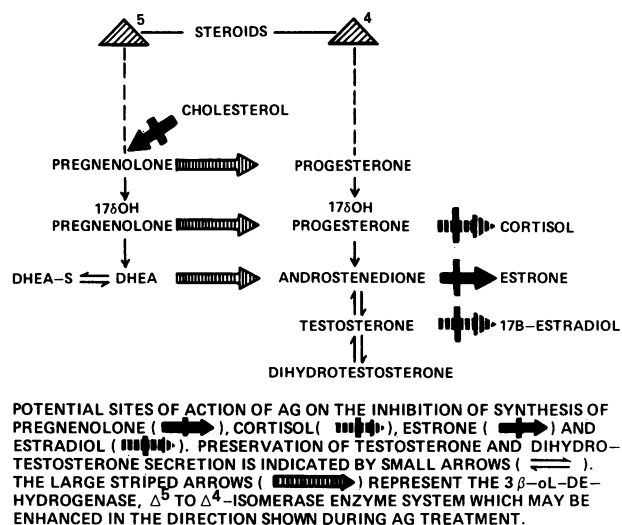 5 STEROIDS 4
CHOLESTEROL
PREGNENOLONE PROGESTERONE
17δOH 17δOH
PREGNENOLONE PROGESTERONE CORTISOL
DHEA–S DHEA ANDROSTENEDIONE ESTRONE
TESTOSTERONE 17B–ESTRADIOL
DIHYDROTESTOSTERONE
POTENTIAL SITES OF ACTION OF AG ON THE INHIBITION OF SYNTHESIS OF
PREGNENOLONE ( ), CORTISOL( ), ESTRONE ( ) AND
ESTRADIOL ( ). PRESERVATION OF TESTOSTERONE AND DIHYDRO-
TESTOSTERONE SECRETION IS INDICATED BY SMALL ARROWS ( ⇌ ).
THE LARGE STRIPED ARROWS ( ) REPRESENT THE 3 β–oL–DE-
HYDROGENASE, Δ5 TO Δ4–ISOMERASE ENZYME SYSTEM WHICH MAY BE
ENHANCED IN THE DIRECTION SHOWN DURING AG TREATMENT.